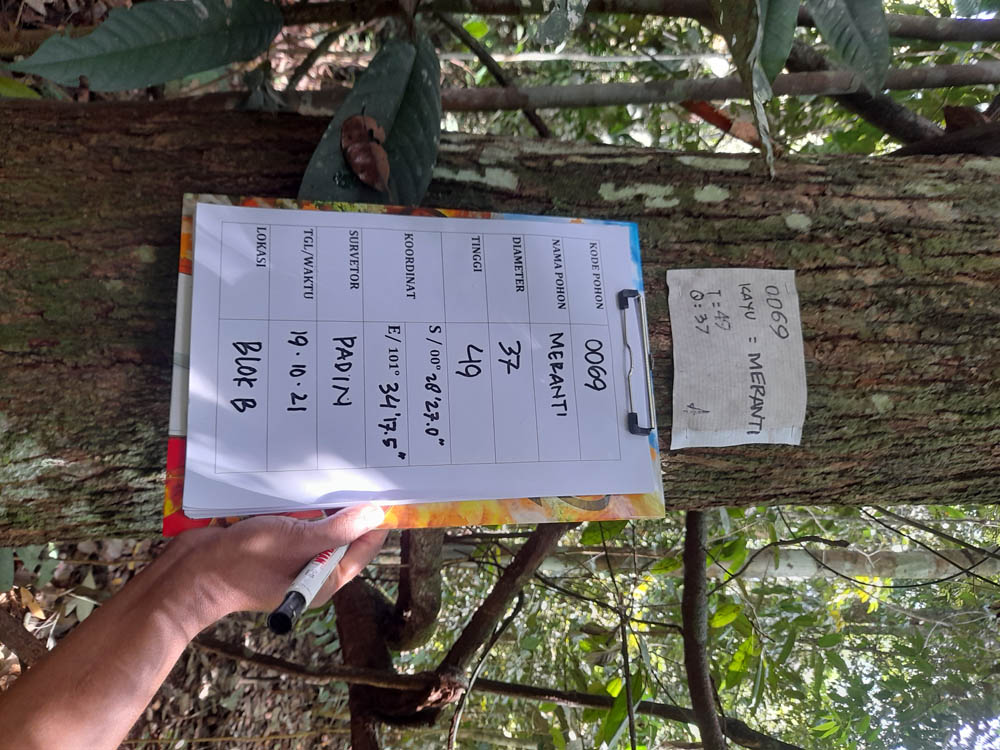 0069
KAYU = MERANTI
T = 49
Q : 37
KODE POHON 0069
NAMA POHON MERANTI
DIAMETER 37
TINGGI 49
KOORDINAT S / 00° 28'27.0"
E/ 101° 34'17.5"
SURVETOR PADIN
TGL/WAKTU 19.10.21
LOKASI BLOK B